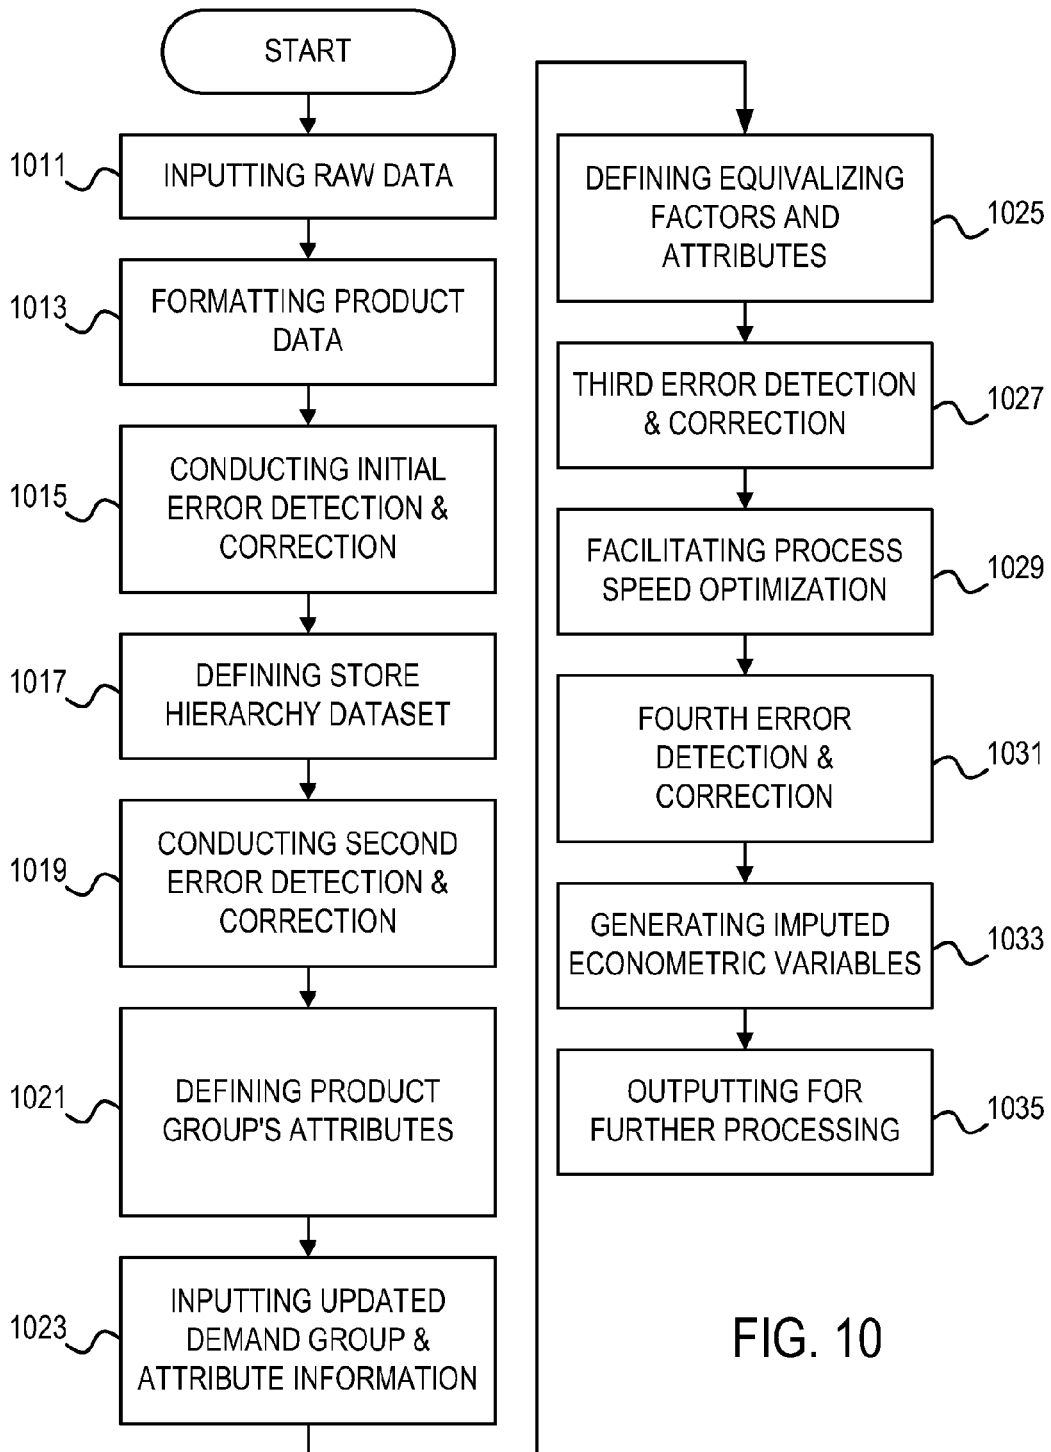 START
1011
INPUTTING RAW DATA
1013
FORMATTING PRODUCT
DATA
1015
CONDUCTING INITIAL
ERROR DETECTION &
CORRECTION
1017
DEFINING STORE
HIERARCHY DATASET
1019
CONDUCTING SECOND
ERROR DETECTION &
CORRECTION
1021
DEFINING PRODUCT
GROUP'S ATTRIBUTES
1023
INPUTTING UPDATED
DEMAND GROUP &
ATTRIBUTE INFORMATION
DEFINING EQUIVALIZING
FACTORS AND
ATTRIBUTES
1025
THIRD ERROR DETECTION
& CORRECTION
1027
FACILITATING PROCESS
SPEED OPTIMIZATION
1029
FOURTH ERROR
DETECTION &
CORRECTION
1031
GENERATING IMPUTED
ECONOMETRIC VARIABLES
1033
OUTPUTTING FOR
FURTHER PROCESSING
1035
FIG. 10